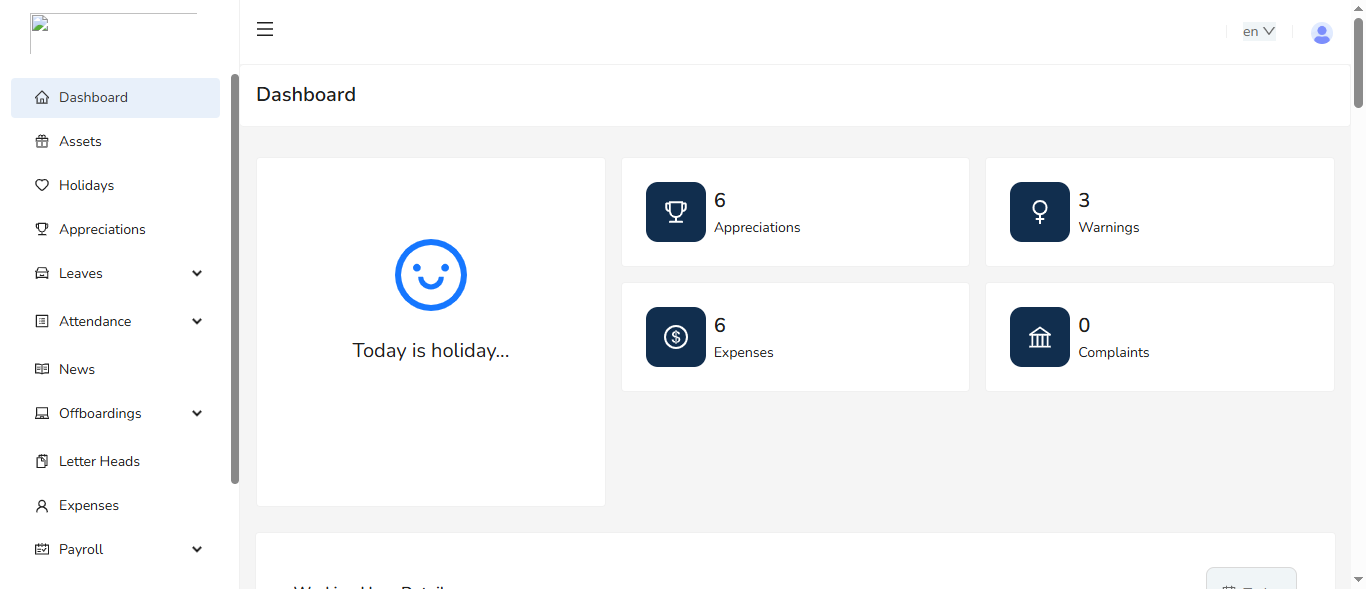 en
Dashboard
Assets
Holidays
Appreciations
Leaves
Attendance
News
Offboardings
Letter Heads
Expenses
Payroll
Dashboard
Today is holiday...
6
Appreciations
3
Warnings
6
Expenses
0
Complaints